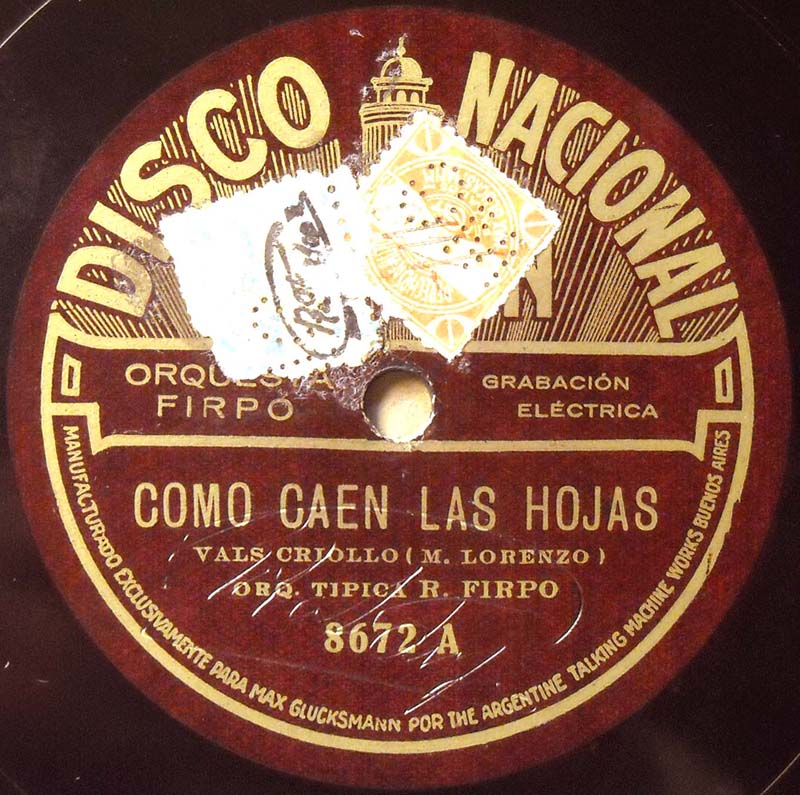 DISCO NACIONAL
ORQUESTA
FIRPO
GRABACIÓN
ELÉCTRICA
COMO CAEN LAS HOJAS
VALS CRIOLLO (M. LORENZO)
ORQ. TIPICA R. FIRPO
8672 A
MANUFACTURADO EXCLUSIVAMENTE PARA MAX GLUCKSMANN POR THE ARGENTINE TALKING MACHINE WORKS BUENOS AIRES